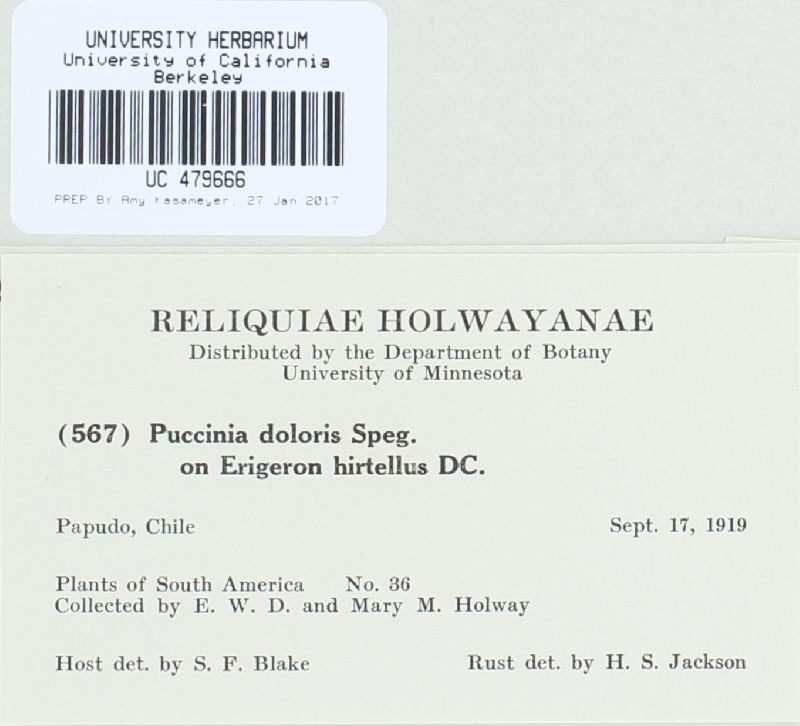 UNIVERSITY HERBARIUM
University of California
Berkeley
UC 479666
PREP BY Amy Kasameyer, 27 Jan 2017
RELIQUIAE HOLWAYANAE
Distributed by the Department of Botany
University of Minnesota
(567) Puccinia doloris Speg.
on Erigeron hirtellus DC.
Papudo, Chile Sept. 17, 1919
Plants of South America No. 36
Collected by E. W. D. and Mary M. Holway
Host det. by S. F. Blake Rust det. by H. S. Jackson